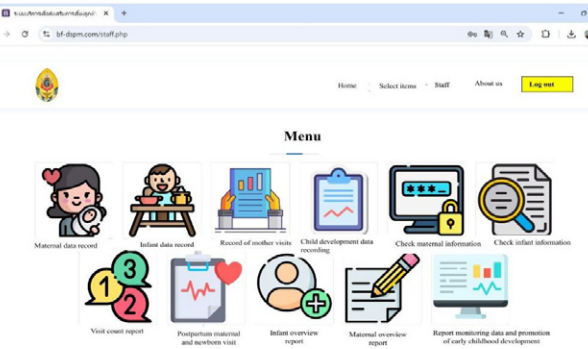 bf-dspm.com/staff.php
Home
Select items
Staff
About us
Log out
Menu
Maternal data record
Infant data record
Record of mother visits
Child development data
recording
Check maternal information
Check infant information
Visit count report
Postpartum maternal
and newborn visit
Infant overview
report
Maternal overview
report
Report monitoring data and promotion
of early childhood development
1
3
2